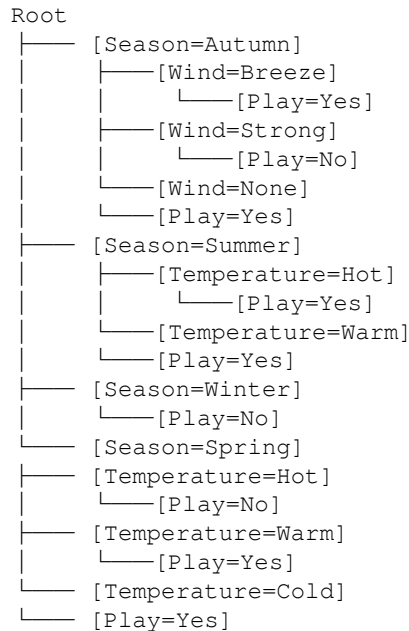 Root
├─── [Season=Autumn]
│    ├───[Wind=Breeze]
│    │    └───[Play=Yes]
│    ├───[Wind=Strong]
│    │    └───[Play=No]
│    └───[Wind=None]
│    └───[Play=Yes]
├─── [Season=Summer]
│    ├───[Temperature=Hot]
│    │    └───[Play=Yes]
│    └───[Temperature=Warm]
│    └───[Play=Yes]
├─── [Season=Winter]
│    └───[Play=No]
└─── [Season=Spring]
├─── [Temperature=Hot]
│    └───[Play=No]
├─── [Temperature=Warm]
│    └───[Play=Yes]
└─── [Temperature=Cold]
└─── [Play=Yes]